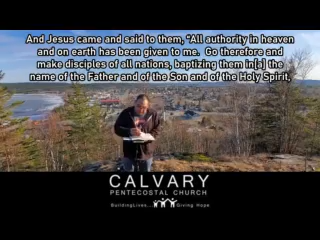 And Jesus came and said to them, "All authority in heaven
and on earth has been given to me.  Go therefore and
make disciples of all nations, baptizing them in[a] the
name of the Father and of the Son and of the Holy Spirit,
CALVARY
PENTECOSTAL CHURCH
BuildingLives... Giving Hope